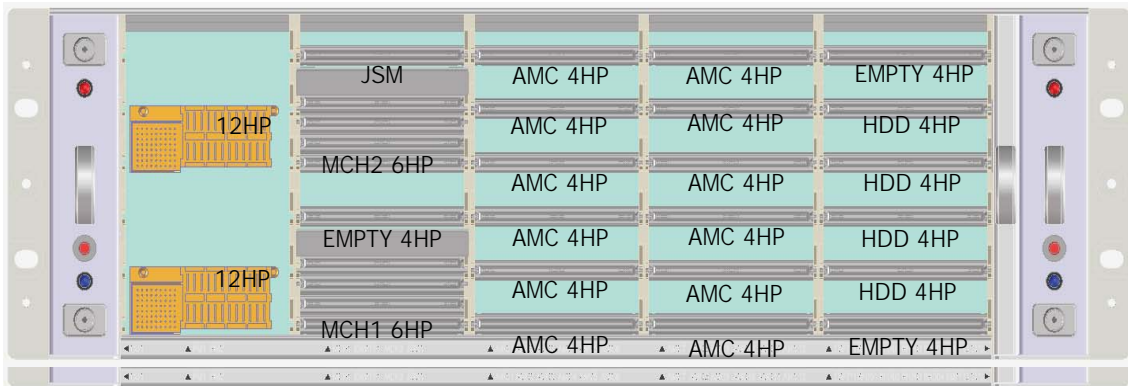 JSM AMC 4HP AMC 4HP EMPTY 4HP
12HP AMC 4HP AMC 4HP HDD 4HP
MCH2 6HP AMC 4HP AMC 4HP HDD 4HP
EMPTY 4HP AMC 4HP AMC 4HP HDD 4HP
12HP AMC 4HP AMC 4HP HDD 4HP
MCH1 6HP AMC 4HP AMC 4HP EMPTY 4HP